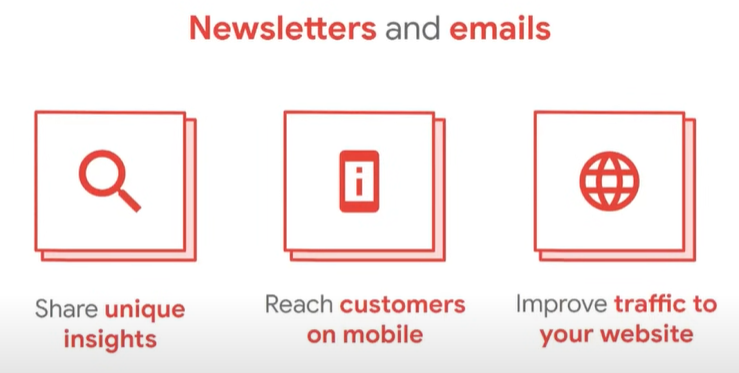 Newsletters and emails
Share unique
insights
Reach customers
on mobile
Improve traffic to
your website